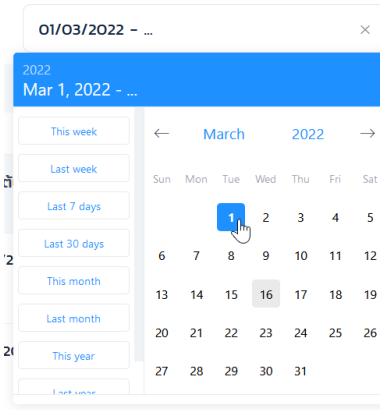 01/03/2022 - ...
2022
Mar 1, 2022 - ...
This week
Last week
Last 7 days
Last 30 days
This month
Last month
This year
Last year
← March 2022 →
Sun Mon Tue Wed Thu Fri Sat
1 2 3 4 5
6 7 8 9 10 11 12
13 14 15 16 17 18 19
20 21 22 23 24 25 26
27 28 29 30 31